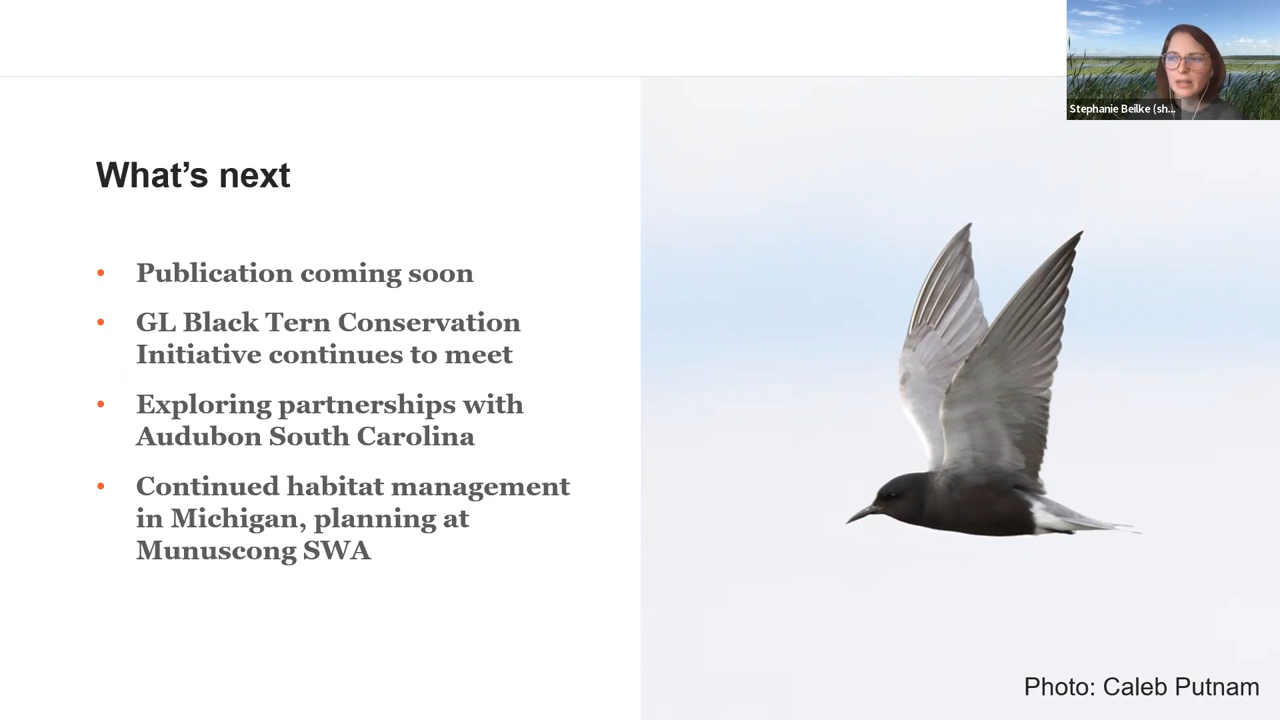 Stephanie Beilke (sh...
What's next
• Publication coming soon
• GL Black Tern Conservation
Initiative continues to meet
• Exploring partnerships with
Audubon South Carolina
• Continued habitat management
in Michigan, planning at
Munuscong SWA
Photo: Caleb Putnam